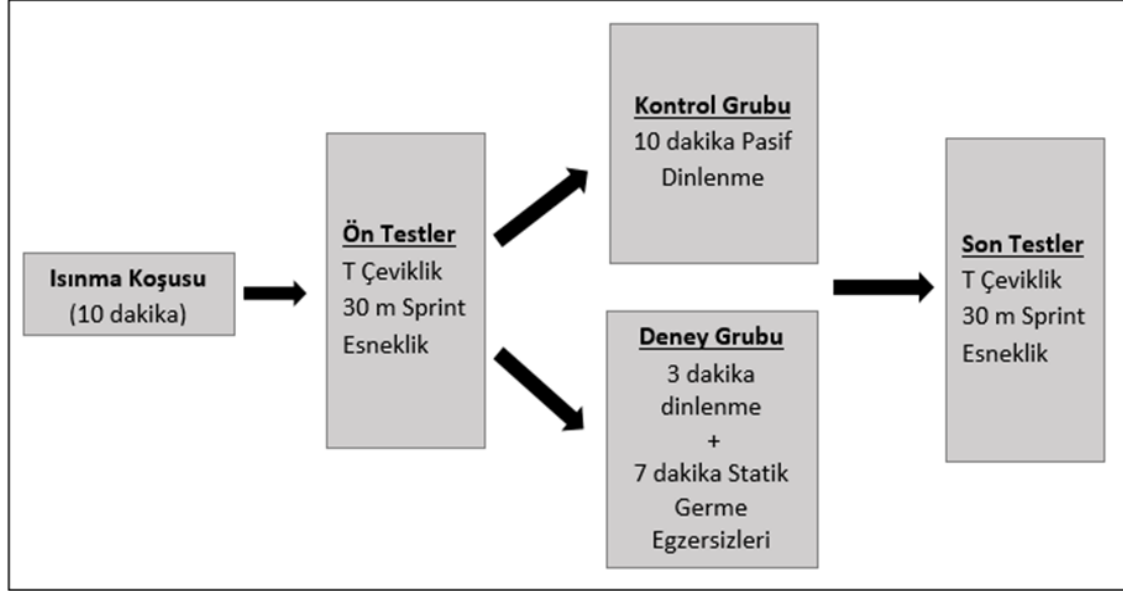 Isınma Koşusu
(10 dakika)
Ön Testler
T Çeviklik
30 m Sprint
Esneklik
Kontrol Grubu
10 dakika Pasif
Dinlenme
Deney Grubu
3 dakika
dinlenme
+
7 dakika Statik
Germe
Egzersizleri
Son Testler
T Çeviklik
30 m Sprint
Esneklik